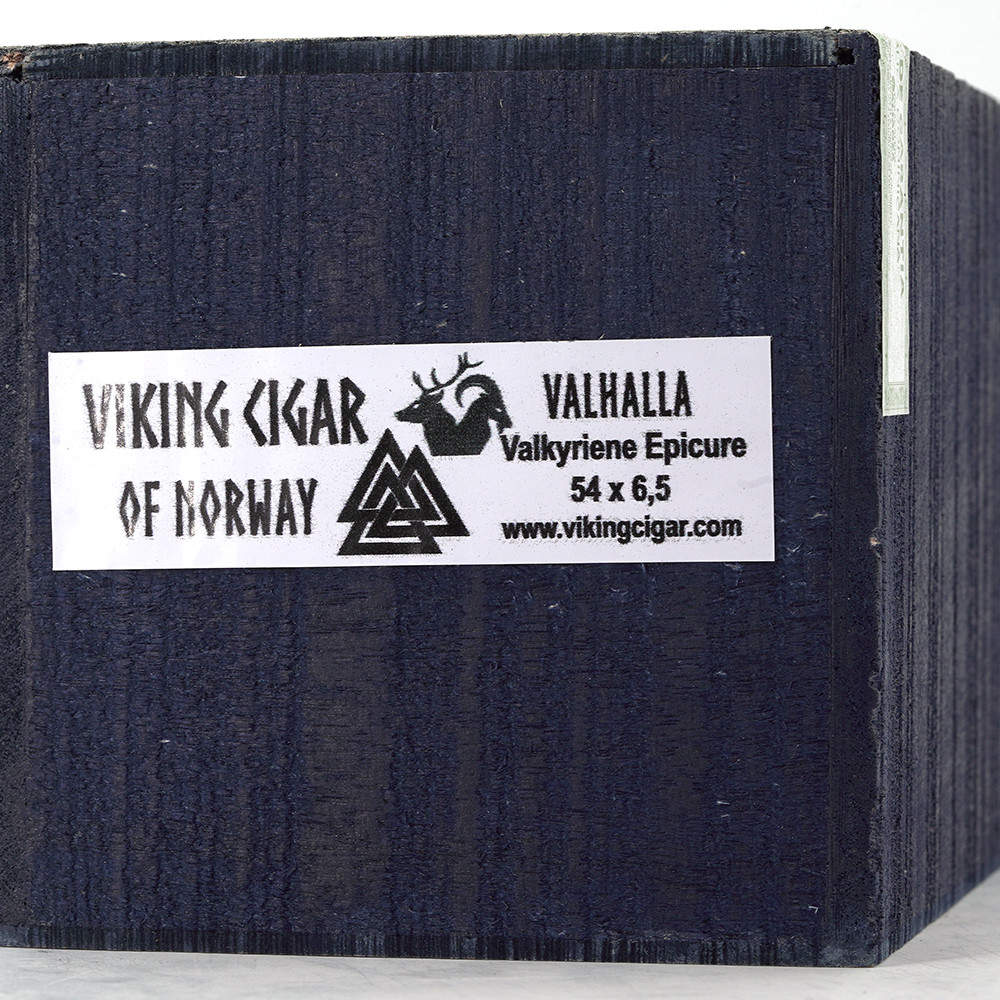 VIKING CIGAR
OF NORWAY
VALHALLA
Valkyriene Epicure
54 x 6,5
www.vikingcigar.com